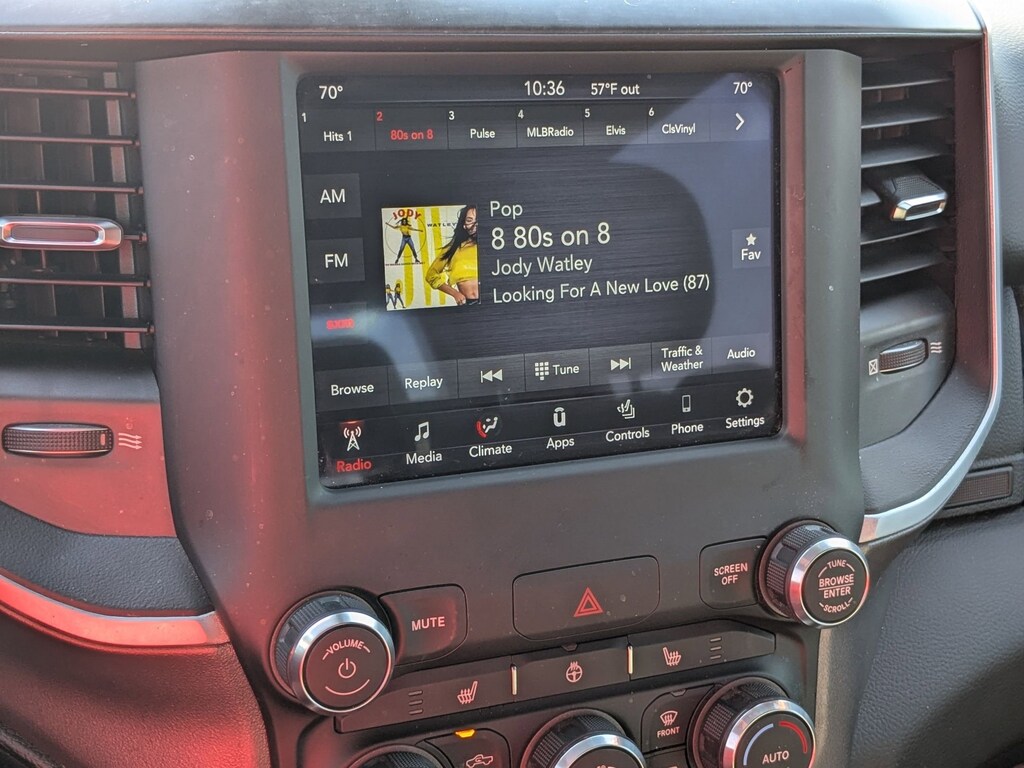 70° 10:36 57°F out 70°
1 Hits 1 2 80s on 8 3 Pulse 4 MLBRadio 5 Elvis 6 ClsVinyl
AM
JODY
WATLEY
Pop
8 80s on 8
Jody Watley
Looking For A New Love (87)
Fav
FM
SXM
Browse Replay Tune Traffic & Weather Audio
Radio Media Climate Apps Controls Phone Settings
VOLUME
MUTE
SCREEN
OFF
TUNE
BROWSE
ENTER
SCROLL
FRONT
AUTO